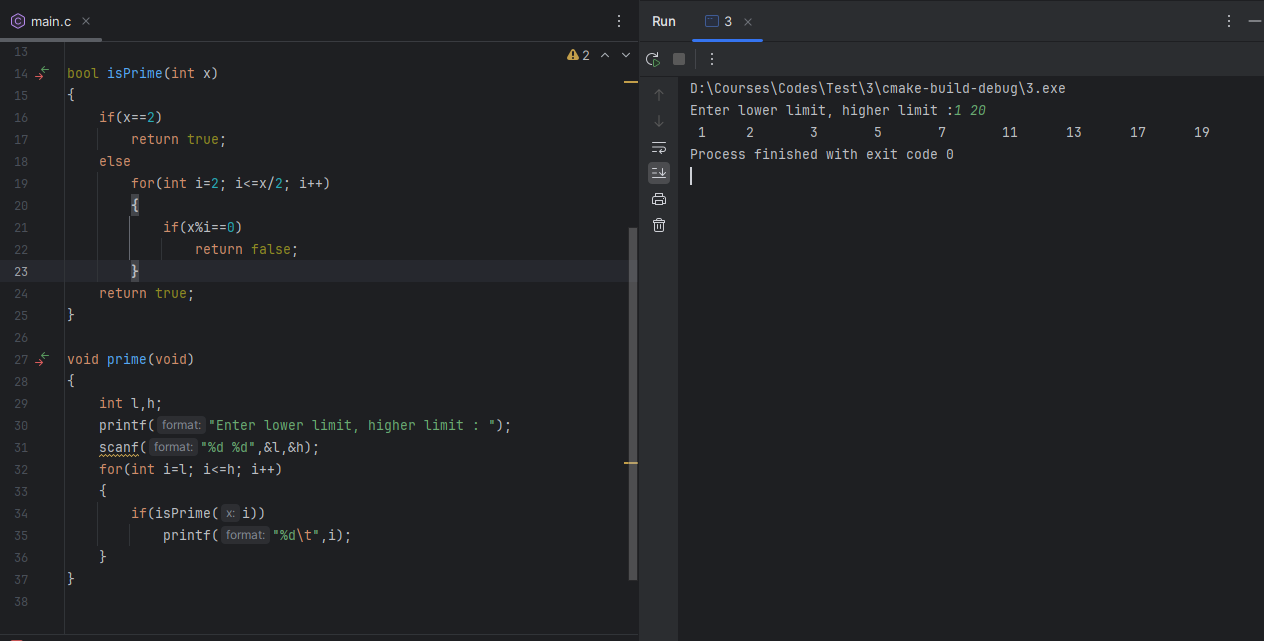 main.c
13
14 bool isPrime(int x)
15 {
16 if(x==2)
17 return true;
18 else
19 for(int i=2; i<=x/2; i++)
20 {
21 if(x%i==0)
22 return false;
23 }
24 return true;
25 }
26
27 void prime(void)
28 {
29 int l,h;
30 printf( format: "Enter lower limit, higher limit : ");
31 scanf( format: "%d %d",&l,&h);
32 for(int i=l; i<=h; i++)
33 {
34 if(isPrime( x: i))
35 printf( format: "%d\t",i);
36 }
37 }
38
2
Run 3
D:\Courses\Codes\Test\3\cmake-build-debug\3.exe
Enter lower limit, higher limit :1 20
1 2 3 5 7 11 13 17 19
Process finished with exit code 0